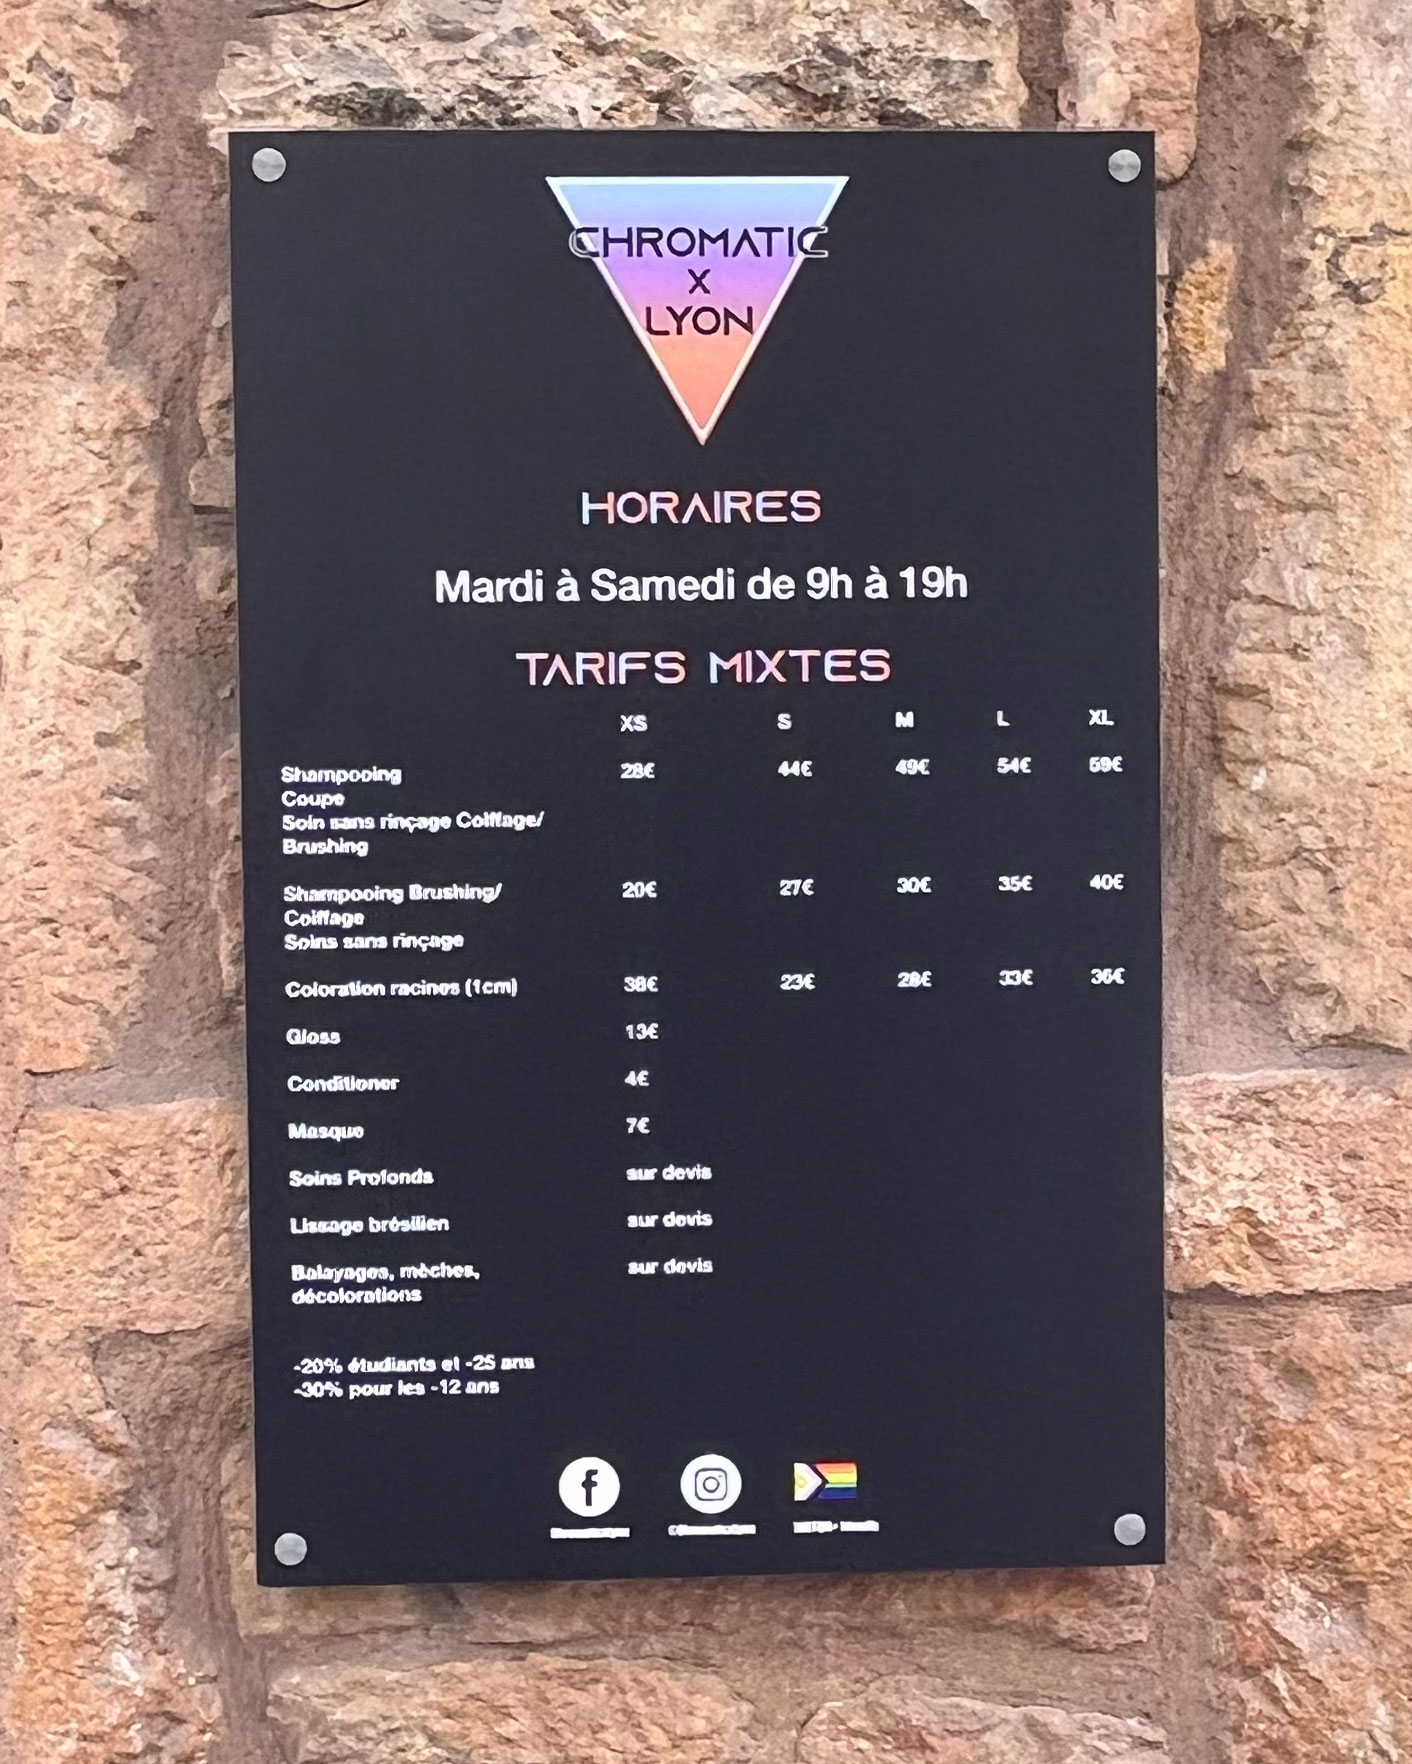 CHROMATIC
X
LYON
HORAIRES
Mardi à Samedi de 9h à 19h
TARIFS MIXTES
XS S M L XL
Shampooing 28€ 44€ 49€ 54€ 59€
Coupe
Soin sans rinçage Coiffage/
Brushing
Shampooing Brushing/ 20€ 27€ 30€ 35€ 40€
Coiffage
Soins sans rinçage
Coloration racines (1cm) 38€ 23€ 28€ 33€ 36€
Gloss 13€
Conditioner 4€
Masque 7€
Soins Profonds sur devis
Lissage brésilien sur devis
Balayages, mèches, sur devis
décolorations
-20% étudiants et -25 ans
-30% pour les -12 ans